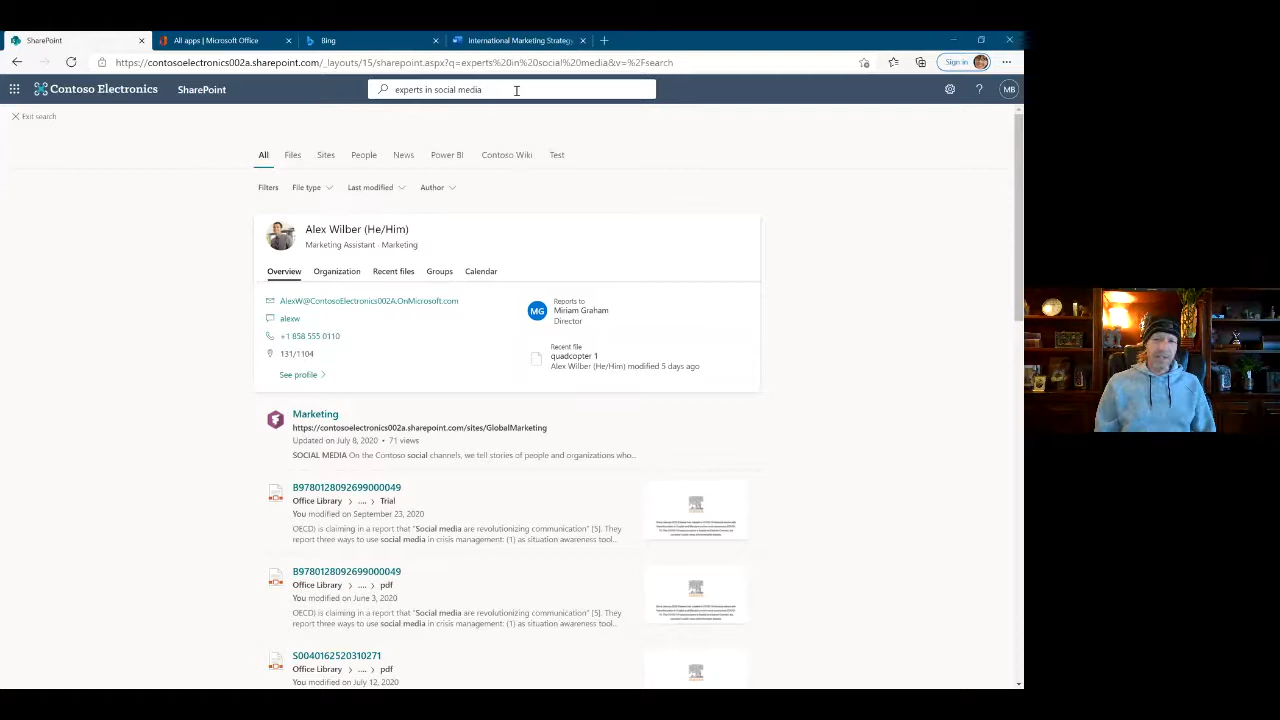 SharePoint
All apps | Microsoft Office
Bing
International Marketing Strategy
https://contosoelectronics002a.sharepoint.com/_layouts/15/sharepoint.aspx?q=experts%20in%20social%20media&v=%2Fsearch
Sign in
Contoso Electronics
SharePoint
experts in social media
MB
Exit search
All Files Sites People News Power BI Contoso Wiki Test
Filters File type Last modified Author
Alex Wilber (He/Him)
Marketing Assistant · Marketing
Overview Organization Recent files Groups Calendar
AlexW@ContosoElectronics002A.OnMicrosoft.com
alexw
+1 858 555 0110
131/1104
See profile
MG
Reports to
Miriam Graham
Director
Recent file
quadcopter 1
Alex Wilber (He/Him) modified 5 days ago
Marketing
https://contosoelectronics002a.sharepoint.com/sites/GlobalMarketing
Updated on July 8, 2020 • 71 views
SOCIAL MEDIA On the Contoso social channels, we tell stories of people and organizations who...
B9780128092699000049
Office Library > .... > Trial
You modified on September 23, 2020
OECD) is claiming in a report that "Social media are revolutionizing communication" [5]. They
report three ways to use social media in crisis management: (1) as situation awareness tool...
B9780128092699000049
Office Library > .... > pdf
You modified on June 3, 2020
OECD) is claiming in a report that "Social media are revolutionizing communication" [5]. They
report three ways to use social media in crisis management: (1) as situation awareness tool...
S0040162520310271
Office Library > .... > pdf
You modified on July 12, 2020